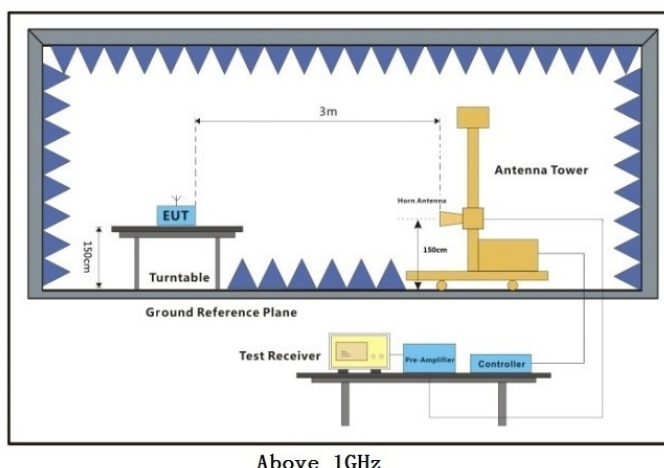 3m
Antenna Tower
Horn Antenna
EUT
150cm
150cm
Turntable
Ground Reference Plane
Test Receiver
Pre-Amplifier
Controller
Above 1GHz